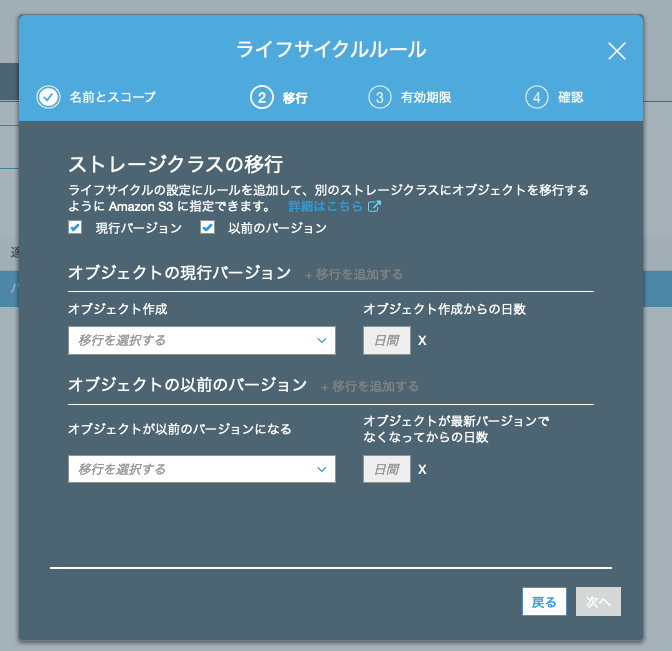 ライフサイクルルール
名前とスコープ
2 移行
3 有効期限
4 確認
ストレージクラスの移行
ライフサイクルの設定にルールを追加して、別のストレージクラスにオブジェクトを移行する
ように Amazon S3 に指定できます。 詳細はこちら
現行バージョン 以前のバージョン
オブジェクトの現行バージョン + 移行を追加する
オブジェクト作成
オブジェクト作成からの日数
移行を選択する
日間 X
オブジェクトの以前のバージョン + 移行を追加する
オブジェクトが以前のバージョンになる
オブジェクトが最新バージョンで
なくなってからの日数
移行を選択する
日間 X
戻る 次へ